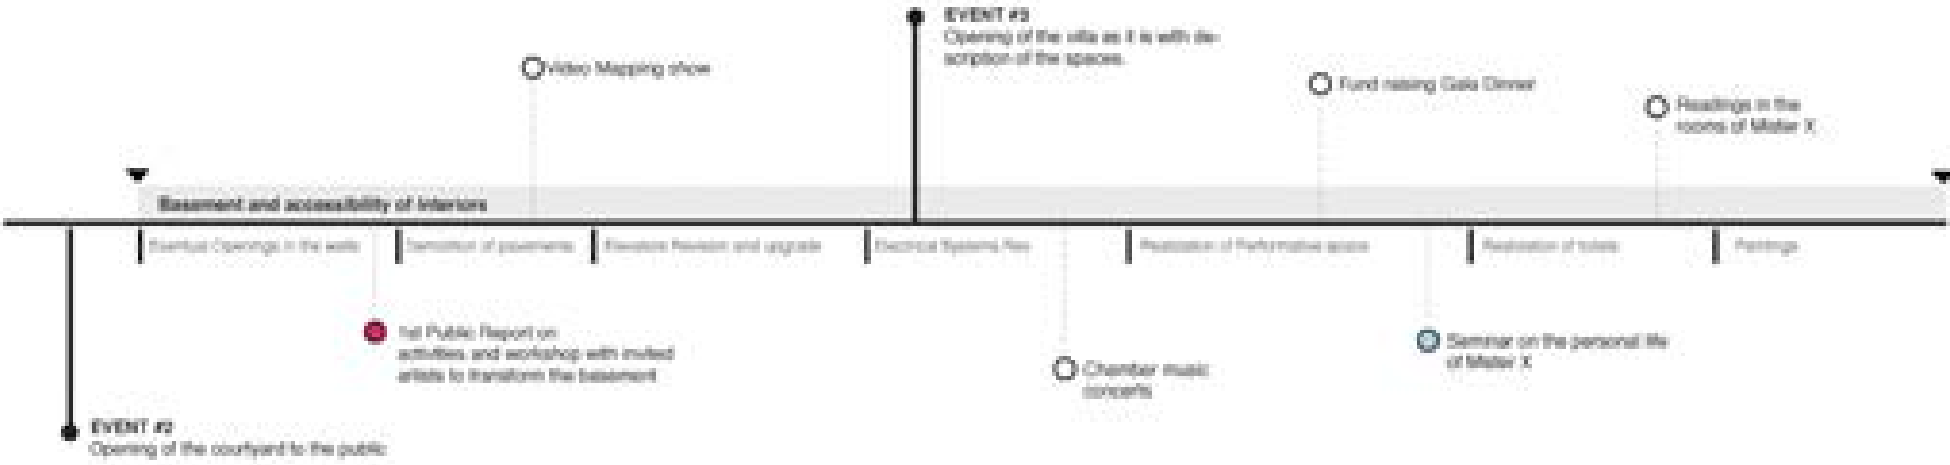 EVENT #3
Opening of the villa as it is with de-
scription of the spaces.
Video Mapping show
Fund raising Gala Dinner
Readings in the
rooms of Mister X
Basement and accessibility of interiors
Eventual Openings in the walls
Demolition of pavements
Elevators Revision and upgrade
Electrical Systems
Realization of Performative space
Realization of toilets
Paintings
1st Public Report on
activities and workshop with invited
artists to transform the basement
Seminar on the personal life
of Mister X
Chamber music
concerts
EVENT #2
Opening of the courtyard to the public